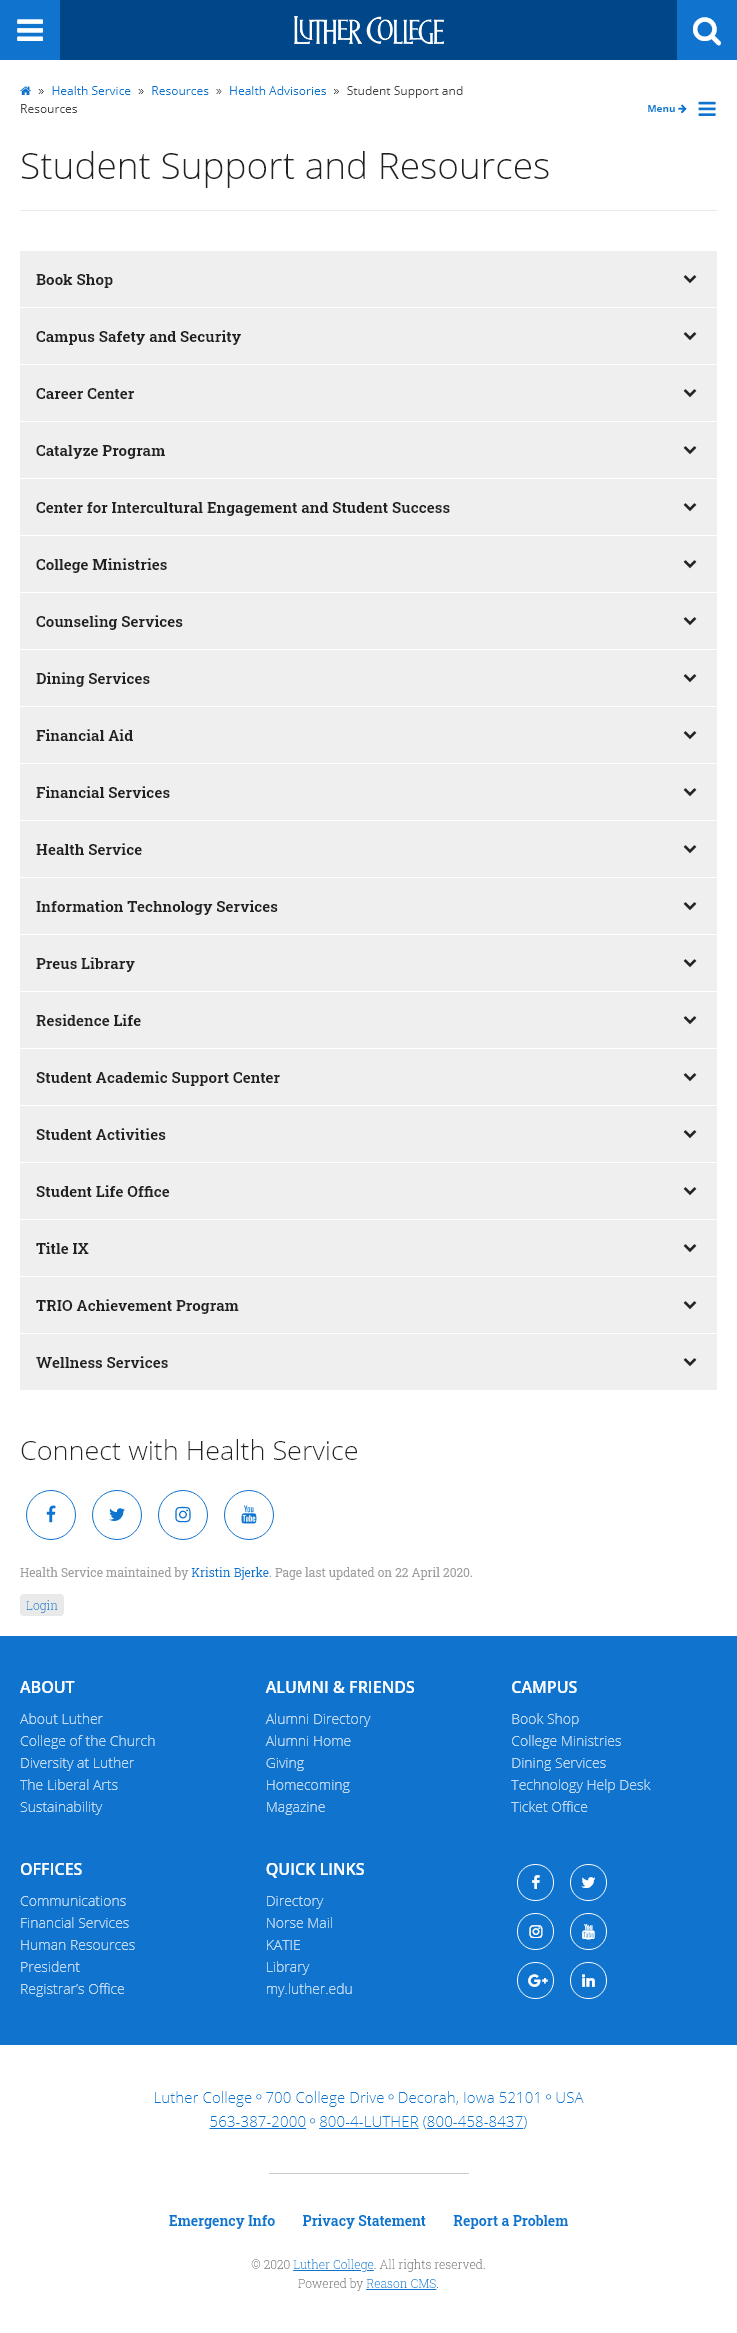 LUTHER COLLEGE
» Health Service » Resources » Health Advisories » Student Support and
Resources
Menu
Student Support and Resources
Book Shop
Campus Safety and Security
Career Center
Catalyze Program
Center for Intercultural Engagement and Student Success
College Ministries
Counseling Services
Dining Services
Financial Aid
Financial Services
Health Service
Information Technology Services
Preus Library
Residence Life
Student Academic Support Center
Student Activities
Student Life Office
Title IX
TRIO Achievement Program
Wellness Services
Connect with Health Service
You Tube
Health Service maintained by Kristin Bjerke. Page last updated on 22 April 2020.
Login
ABOUT
About Luther
College of the Church
Diversity at Luther
The Liberal Arts
Sustainability
ALUMNI & FRIENDS
Alumni Directory
Alumni Home
Giving
Homecoming
Magazine
CAMPUS
Book Shop
College Ministries
Dining Services
Technology Help Desk
Ticket Office
OFFICES
Communications
Financial Services
Human Resources
President
Registrar's Office
QUICK LINKS
Directory
Norse Mail
KATIE
Library
my.luther.edu
You Tube
G+ in
Luther College º 700 College Drive º Decorah, Iowa 52101 º USA
563-387-2000 º 800-4-LUTHER (800-458-8437)
Emergency Info Privacy Statement Report a Problem
© 2020 Luther College. All rights reserved.
Powered by Reason CMS.